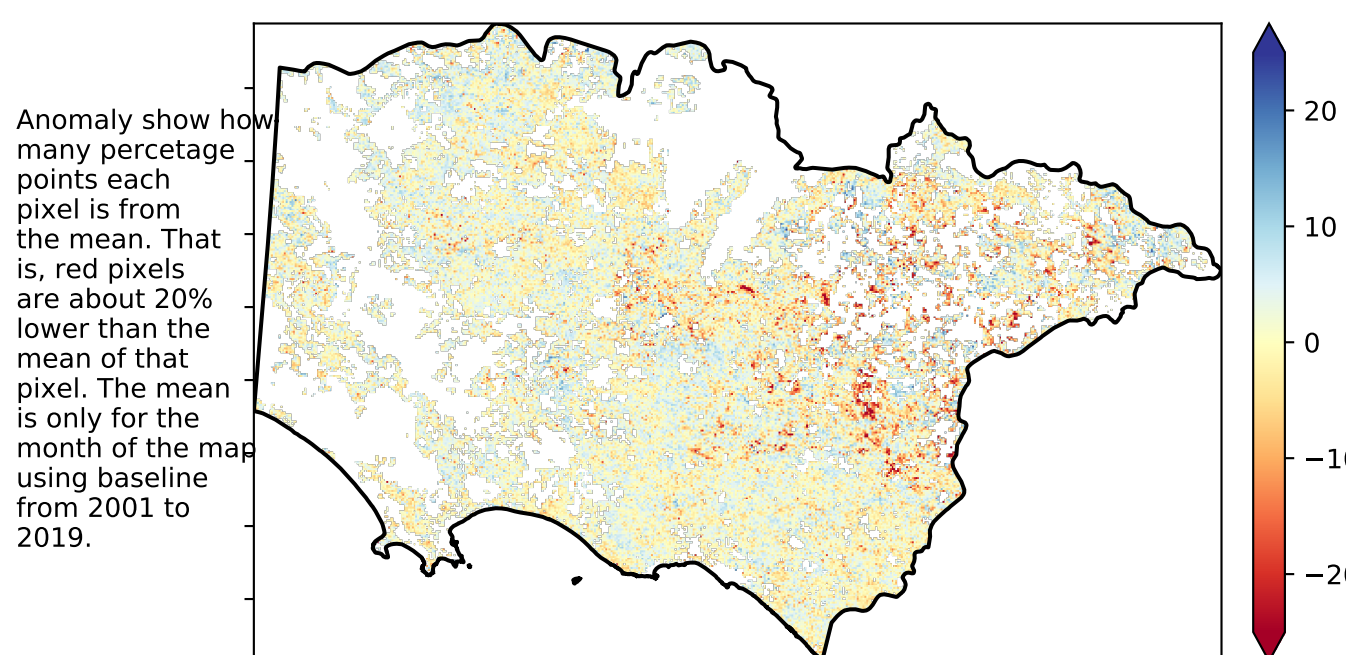 Anomaly show how
many percetage
points each
pixel is from
the mean. That
is, red pixels
are about 20%
lower than the
mean of that
pixel. The mean
is only for the
month of the map
using baseline
from 2001 to
2019.
20
10
0
−10
−20